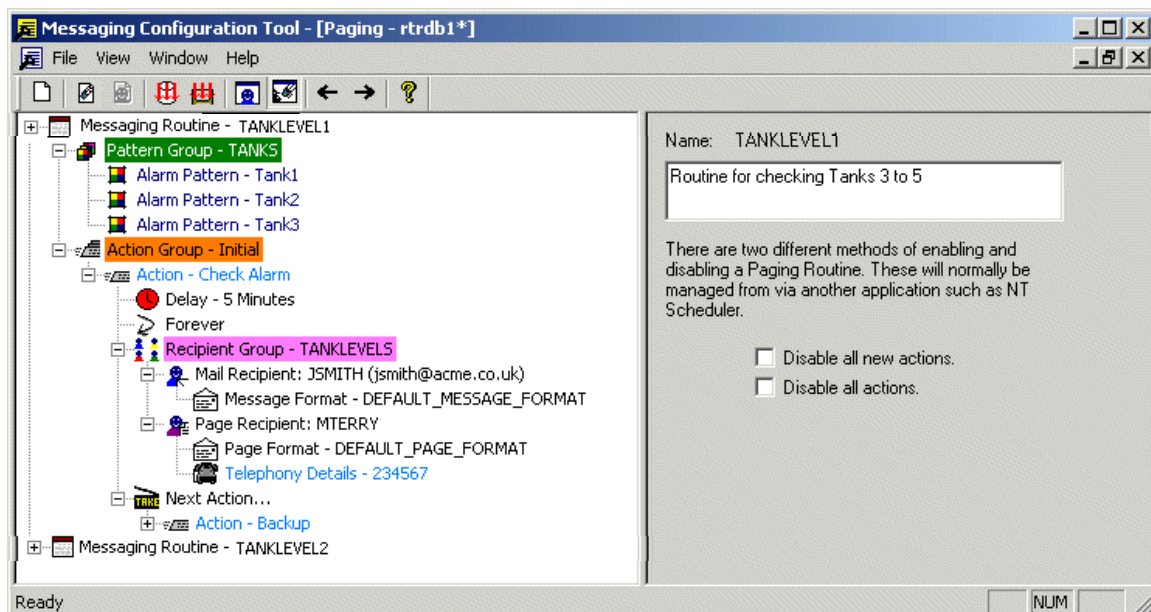 Messaging Configuration Tool - [Paging - rtrdb1*]
File View Window Help
Messaging Routine - TANKLEVEL1
Pattern Group - TANKS
Alarm Pattern - Tank1
Alarm Pattern - Tank2
Alarm Pattern - Tank3
Action Group - Initial
Action - Check Alarm
Delay - 5 Minutes
Forever
Recipient Group - TANKLEVELS
Mail Recipient: JSMITH (jsmith@acme.co.uk)
Message Format - DEFAULT_MESSAGE_FORMAT
Page Recipient: MTERRY
Page Format - DEFAULT_PAGE_FORMAT
Telephony Details - 234567
TAKE Next Action...
Action - Backup
Messaging Routine - TANKLEVEL2
Name: TANKLEVEL1
Routine for checking Tanks 3 to 5
There are two different methods of enabling and
disabling a Paging Routine. These will normally be
managed from via another application such as NT
Scheduler.
Disable all new actions.
Disable all actions.
Ready
NUM